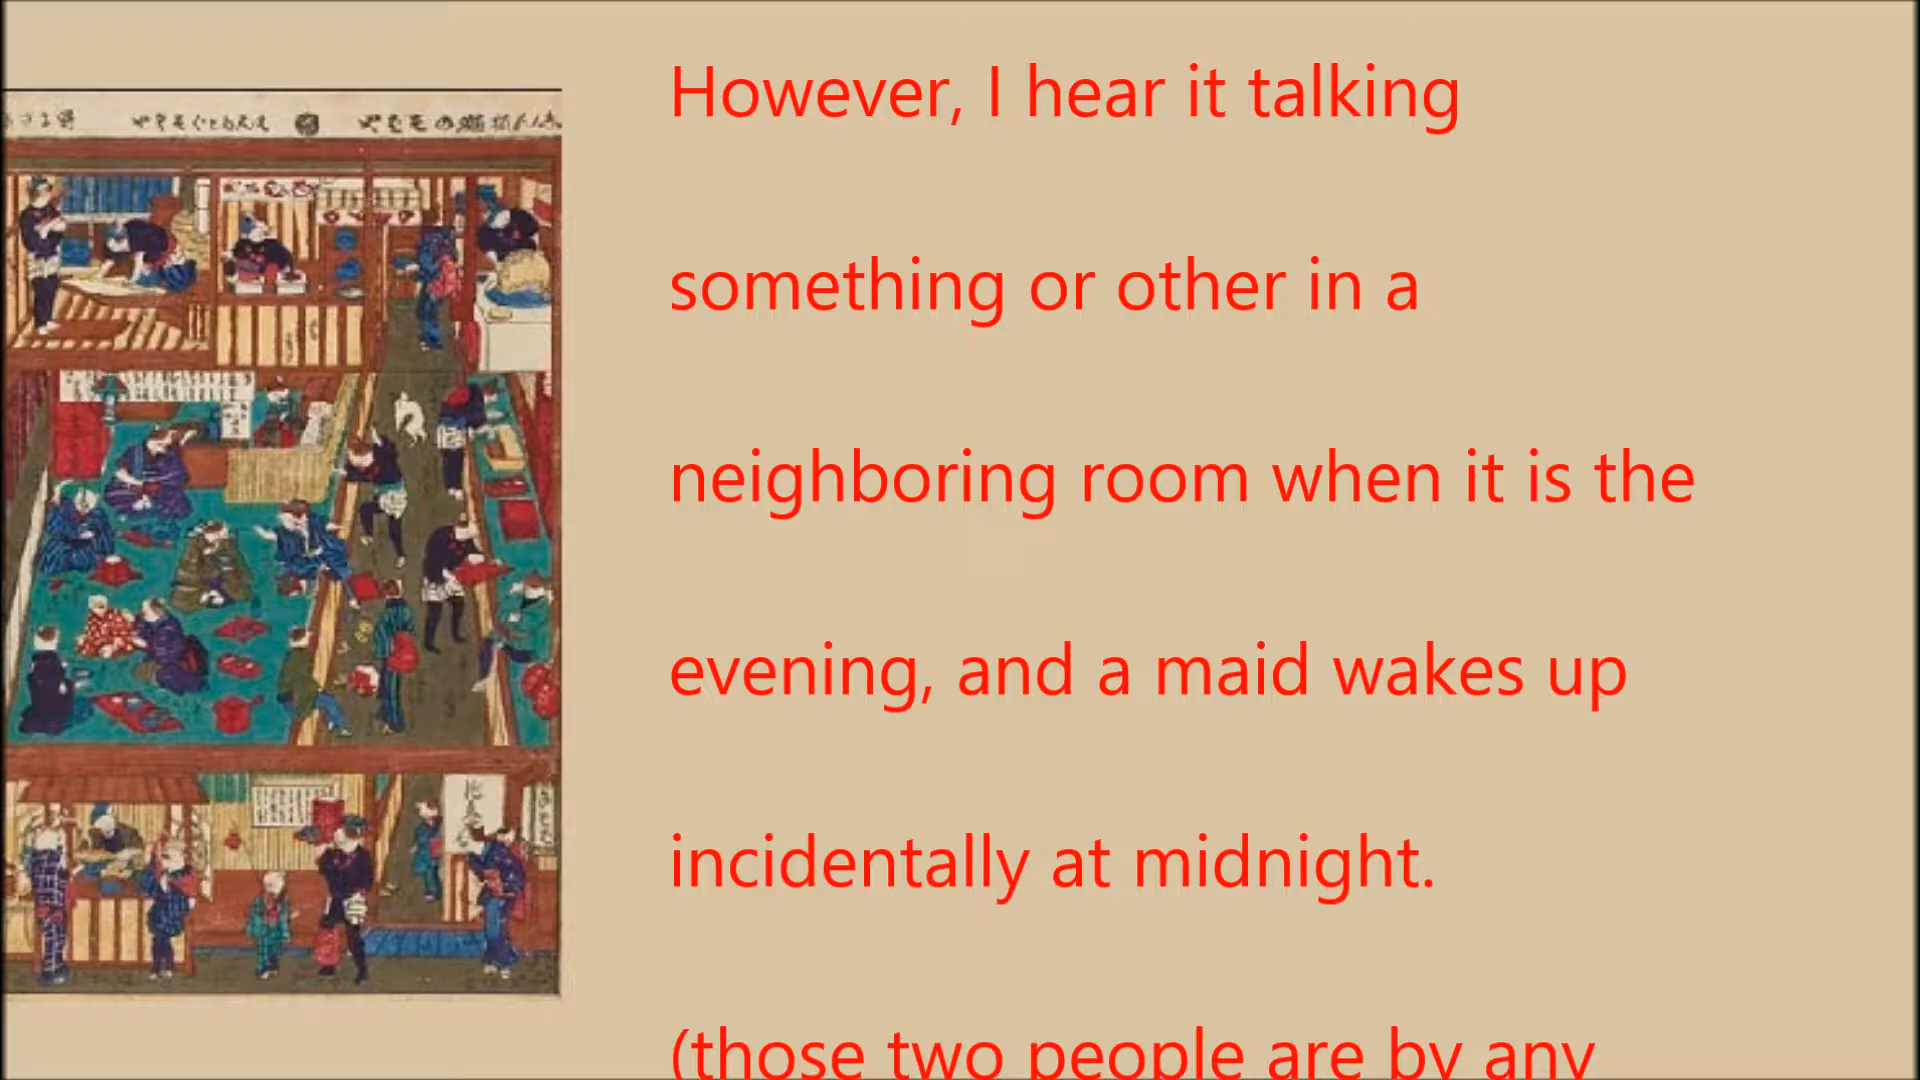 However, I hear it talking
something or other in a
neighboring room when it is the
evening, and a maid wakes up
incidentally at midnight.
(those two people are by any